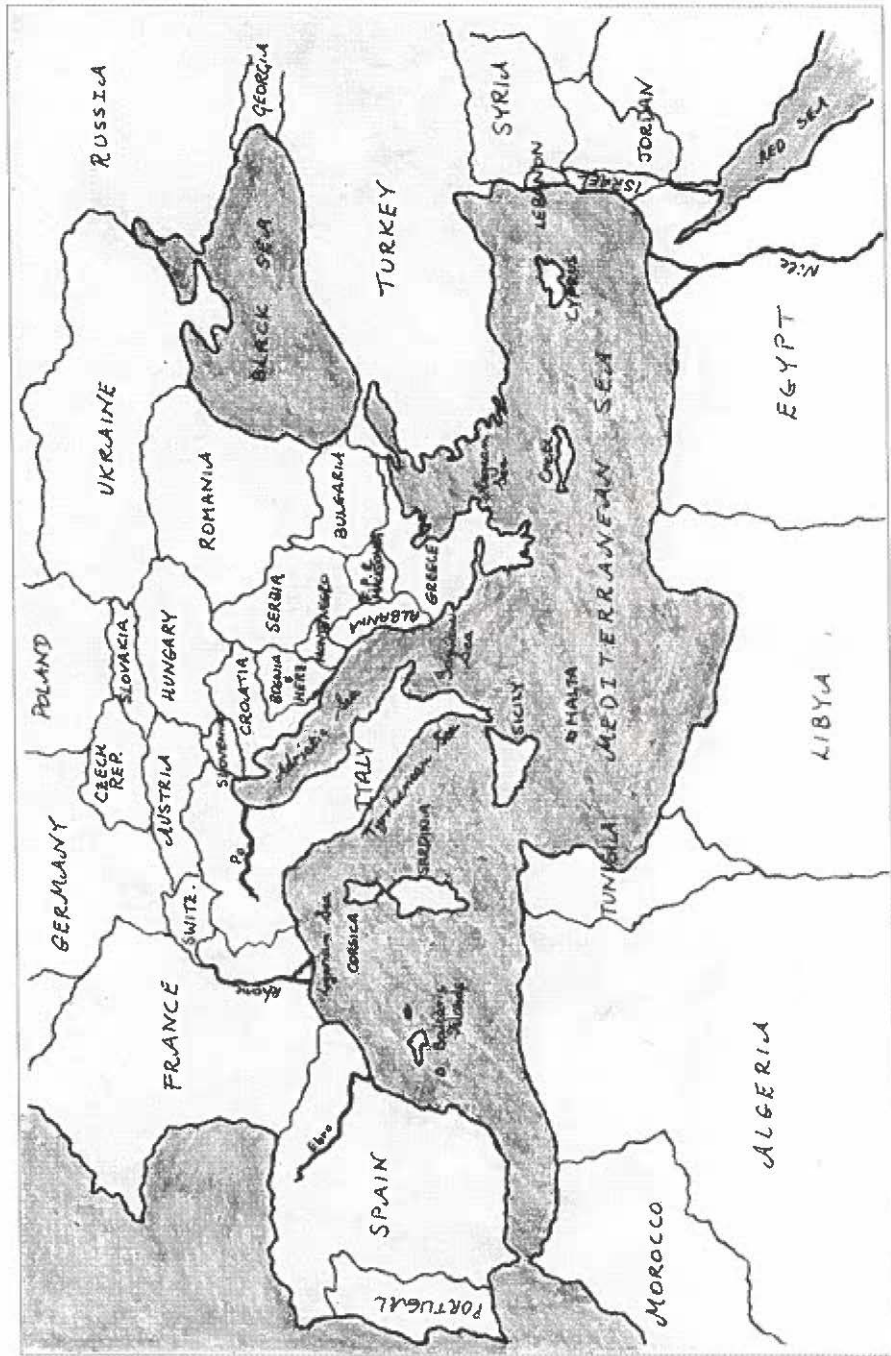 RUSSIA
GEORGIA
UKRAINE
BLACK SEA
TURKEY
SYRIA
LEBANON
ISRAEL
JORDAN
RED SEA
CYPRUS
Nile
EGYPT
POLAND
SLOVAKIA
HUNGARY
ROMANIA
BULGARIA
SERBIA
CROATIA
BOSNIA
&
HERZ.
ALBANIA
GREECE
Aegean
Sea
CRETE
Ionian
Sea
Adriatic Sea
MEDITERRANEAN SEA
LIBYA
GERMANY
CZECH
REP.
AUSTRIA
SWITZ.
Po
ITALY
Tyrrhenian Sea
SICILY
MALTA
SARDINIA
CORSICA
Ligurian Sea
TUNISIA
FRANCE
Rhone
Balearic
Islands
Ebro
SPAIN
PORTUGAL
MOROCCO
ALGERIA